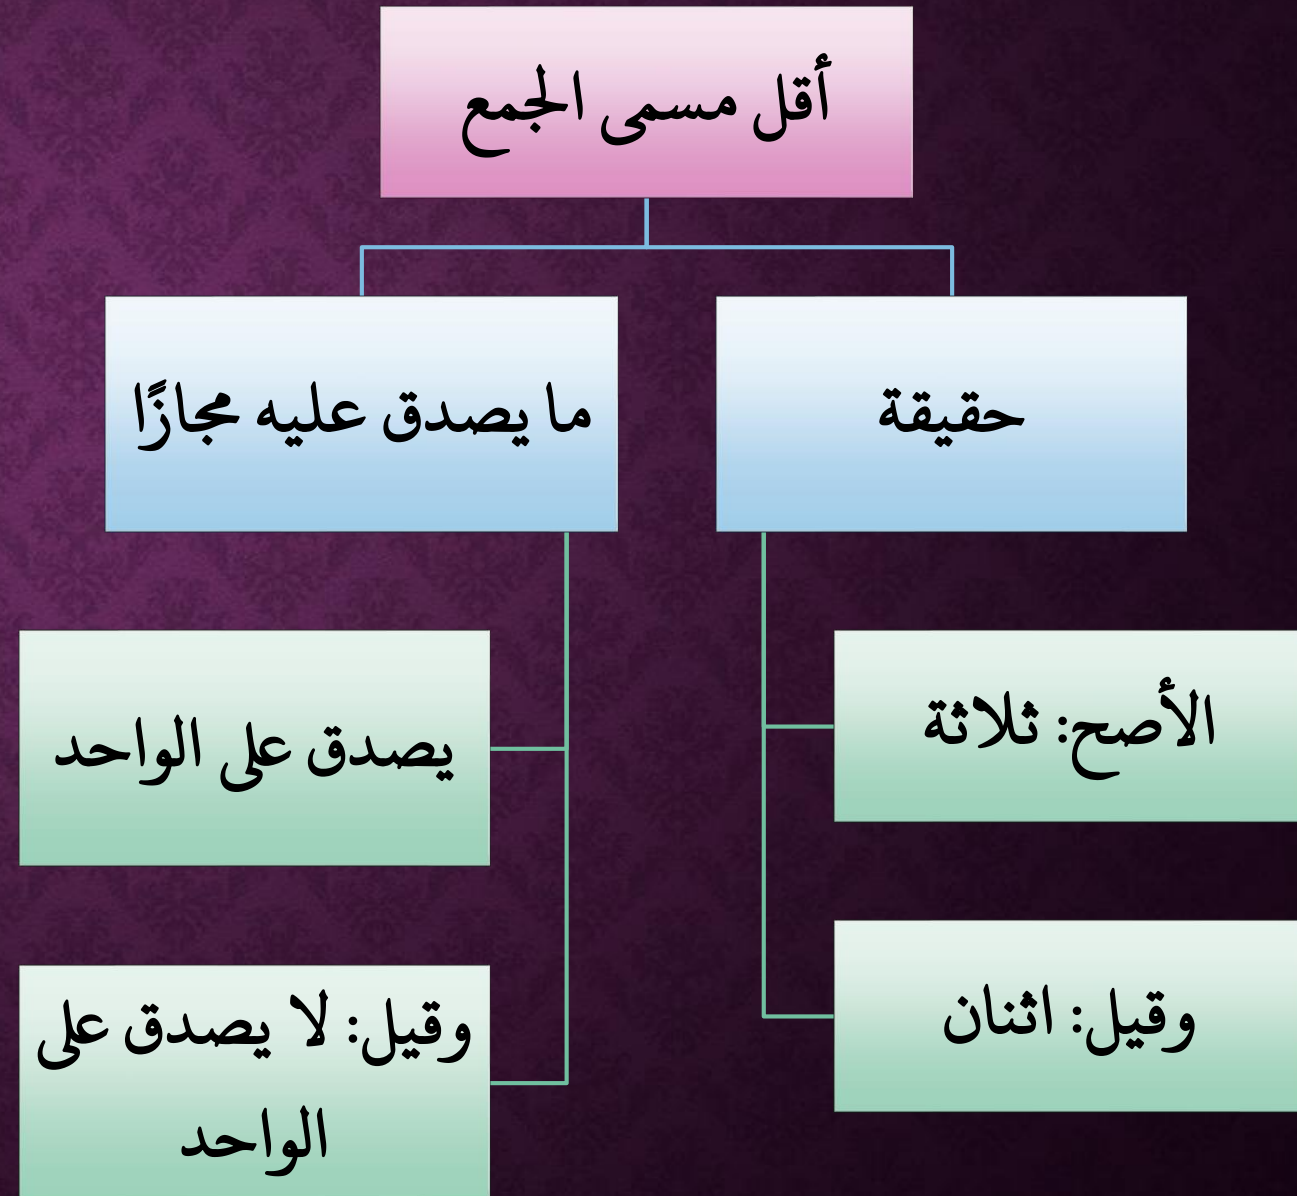 أقل مسمى الجمع
حقيقة
الأصح: ثلاثة
وقيل: اثنان
ما يصدق عليه مجازًا
يصدق على الواحد
وقيل: لا يصدق على
الواحد